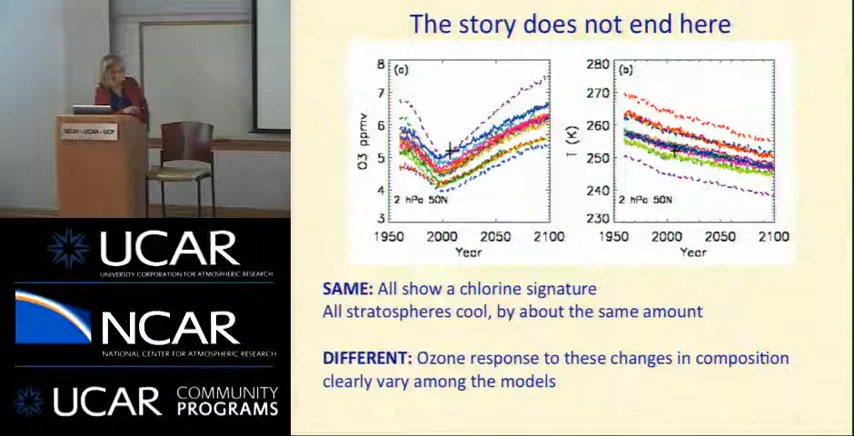 The story does not end here
8
7
6
5
4
3
O3 ppmv
(a)
2 hPa 50N
1950 2000 2050 2100
Year
280
270
260
250
240
230
T (K)
(b)
2 hPa 50N
1950 2000 2050 2100
Year
SAME: All show a chlorine signature
All stratospheres cool, by about the same amount
DIFFERENT: Ozone response to these changes in composition
clearly vary among the models
UCAR
UNIVERSITY CORPORATION FOR ATMOSPHERIC RESEARCH
NCAR
NATIONAL CENTER FOR ATMOSPHERIC RESEARCH
UCAR COMMUNITY
PROGRAMS